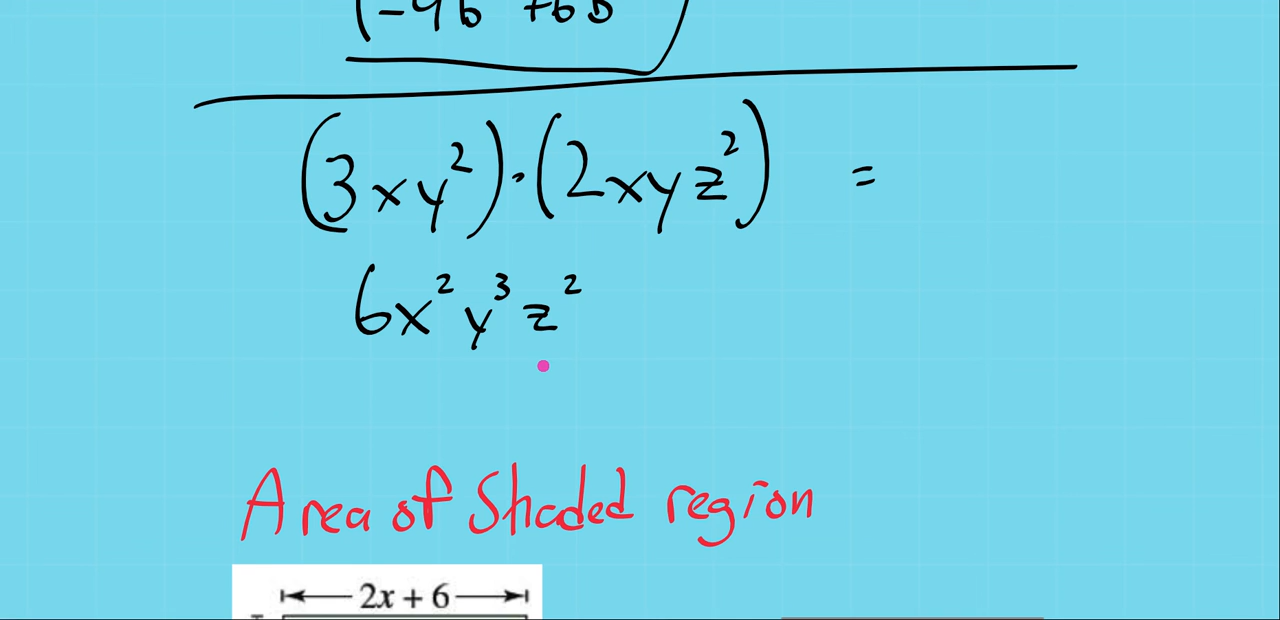 (3xy²)·(2xyz²) =
6x²y³z²
Area of Shaded region
2x + 6